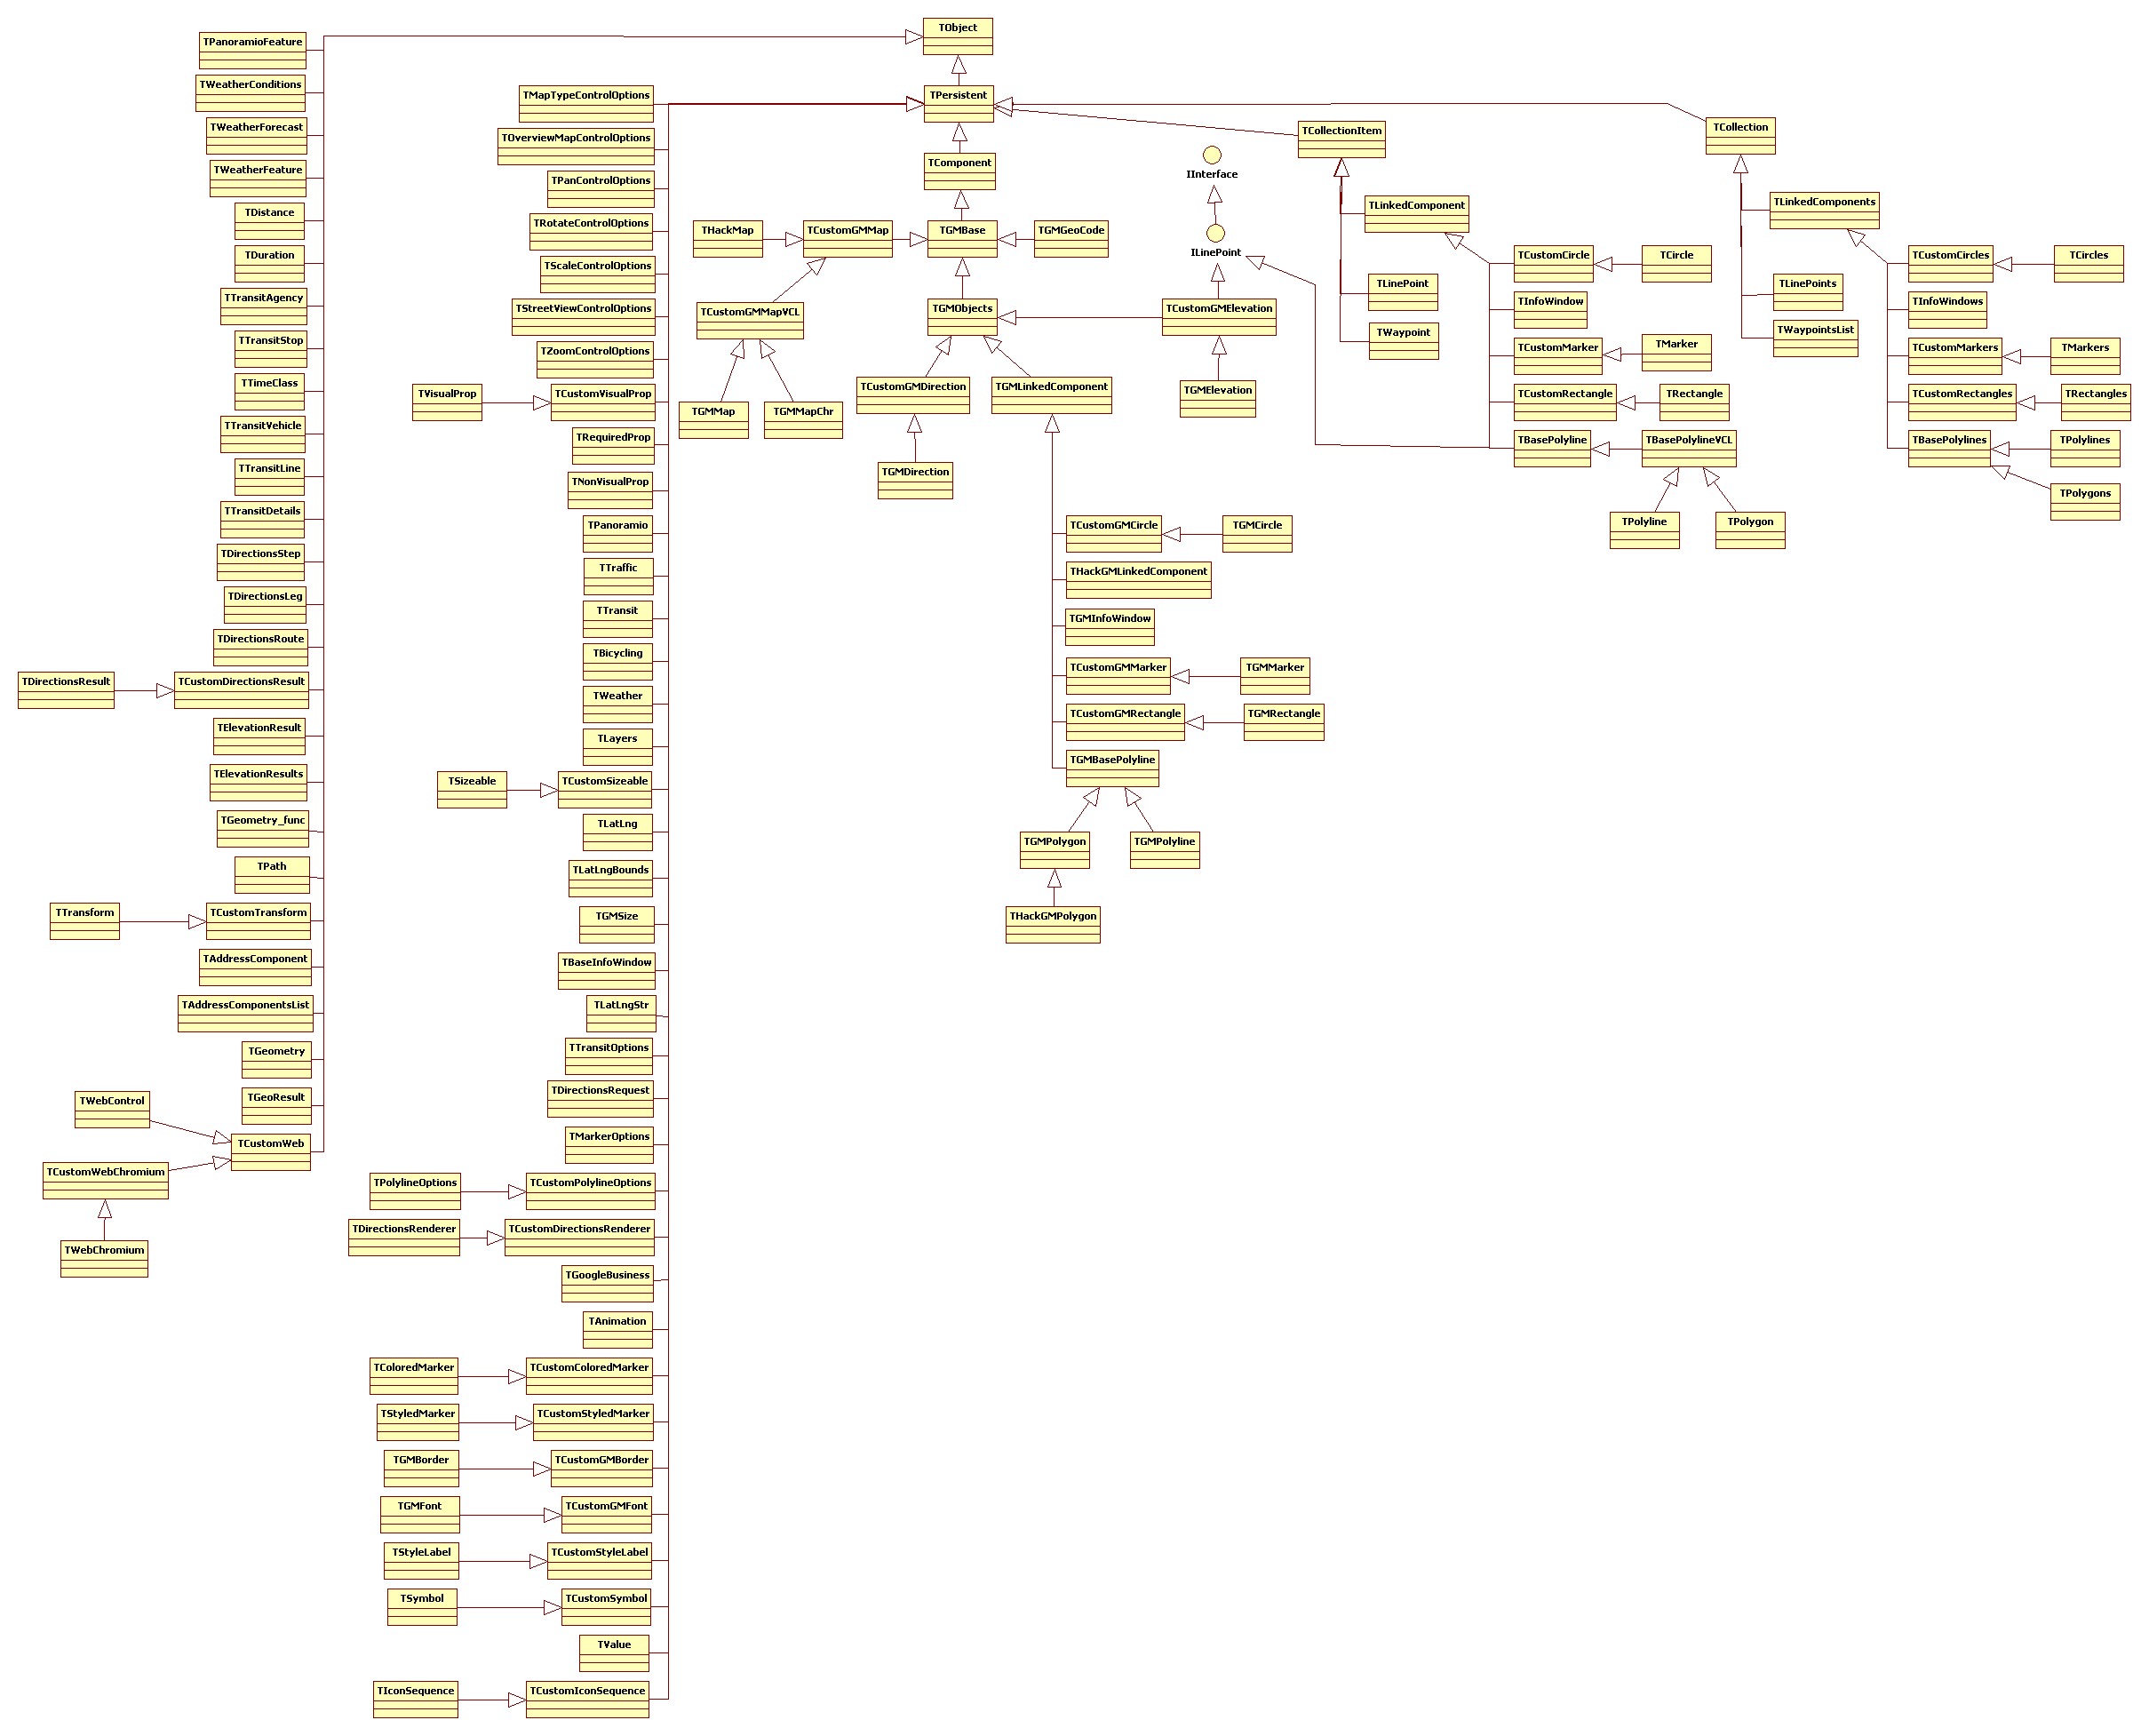 TObject
TPanoramioFeature
TWeatherConditions
TWeatherForecast
TWeatherFeature
TDistance
TDuration
TTransitAgency
TTransitStop
TTimeClass
TTransitVehicle
TTransitLine
TTransitDetails
TDirectionsStep
TDirectionsLeg
TDirectionsRoute
TDirectionsResult
TCustomDirectionsResult
TElevationResult
TElevationResults
TGeometry_func
TPath
TTransform
TCustomTransform
TAddressComponent
TAddressComponentsList
TGeometry
TGeoResult
TWebControl
TCustomWeb
TCustomWebChromium
TWebChromium
TPersistent
TMapTypeControlOptions
TOverviewMapControlOptions
TPanControlOptions
TRotateControlOptions
TScaleControlOptions
TStreetViewControlOptions
TZoomControlOptions
TVisualProp
TCustomVisualProp
TRequiredProp
TNonVisualProp
TPanoramio
TTraffic
TTransit
TBicycling
TWeather
TLayers
TSizeable
TCustomSizeable
TLatLng
TLatLngBounds
TGMSize
TBaseInfoWindow
TLatLngStr
TTransitOptions
TDirectionsRequest
TMarkerOptions
TPolylineOptions
TCustomPolylineOptions
TDirectionsRenderer
TCustomDirectionsRenderer
TGoogleBusiness
TAnimation
TColoredMarker
TCustomColoredMarker
TStyledMarker
TCustomStyledMarker
TGMBorder
TCustomGMBorder
TGMFont
TCustomGMFont
TStyleLabel
TCustomStyleLabel
TSymbol
TCustomSymbol
TValue
TIconSequence
TCustomIconSequence
TComponent
THackMap
TCustomGMMap
TGMBase
TGMGeoCode
TCustomGMMapVCL
TGMMap
TGMMapChr
TGMObjects
TCustomGMElevation
TGMElevation
IInterface
ILinePoint
TCustomGMDirection
TGMDirection
TGMLinkedComponent
TCustomGMCircle
TGMCircle
THackGMLinkedComponent
TGMInfoWindow
TCustomGMMarker
TGMMarker
TCustomGMRectangle
TGMRectangle
TGMBasePolyline
TGMPolygon
TGMPolyline
THackGMPolygon
TCollectionItem
TLinkedComponent
TLinePoint
TWaypoint
TCustomCircle
TCircle
TInfoWindow
TCustomMarker
TMarker
TCustomRectangle
TRectangle
TBasePolyline
TBasePolylineVCL
TPolyline
TPolygon
TCollection
TLinkedComponents
TLinePoints
TWaypointsList
TCustomCircles
TCircles
TInfoWindows
TCustomMarkers
TMarkers
TCustomRectangles
TRectangles
TBasePolylines
TPolylines
TPolygons